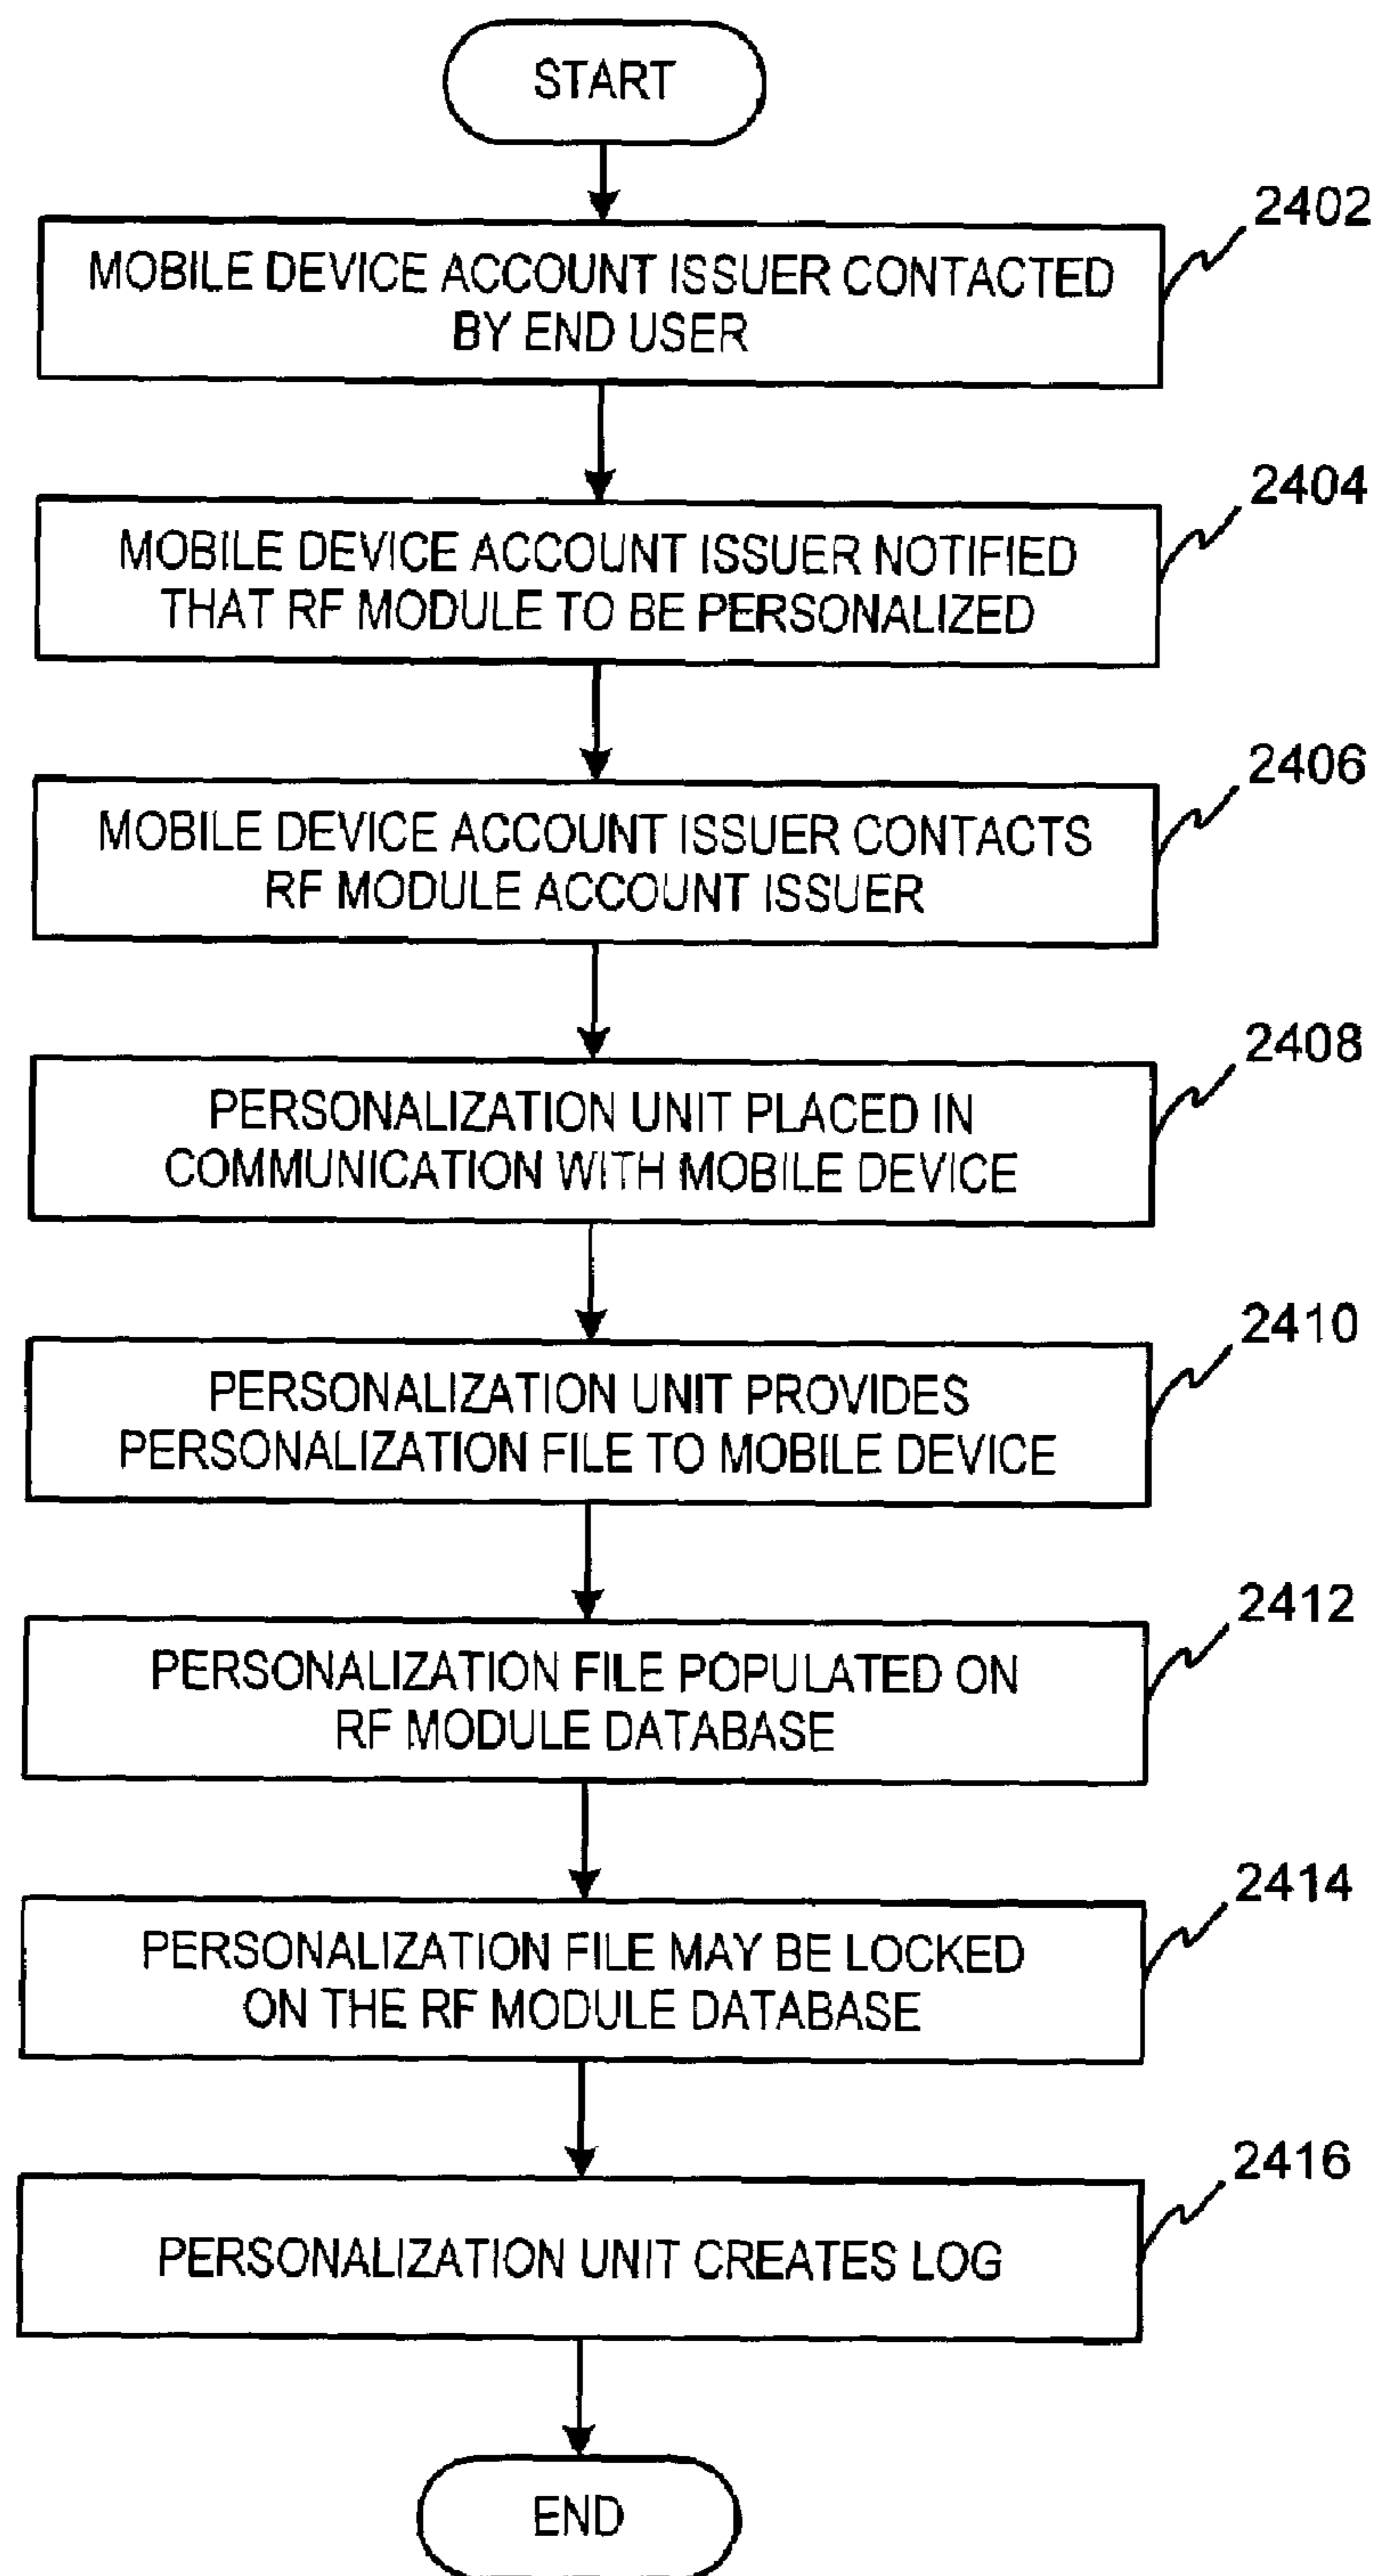 START
2402
MOBILE DEVICE ACCOUNT ISSUER CONTACTED
BY END USER
2404
MOBILE DEVICE ACCOUNT ISSUER NOTIFIED
THAT RF MODULE TO BE PERSONALIZED
2406
MOBILE DEVICE ACCOUNT ISSUER CONTACTS
RF MODULE ACCOUNT ISSUER
2408
PERSONALIZATION UNIT PLACED IN
COMMUNICATION WITH MOBILE DEVICE
2410
PERSONALIZATION UNIT PROVIDES
PERSONALIZATION FILE TO MOBILE DEVICE
2412
PERSONALIZATION FILE POPULATED ON
RF MODULE DATABASE
2414
PERSONALIZATION FILE MAY BE LOCKED
ON THE RF MODULE DATABASE
2416
PERSONALIZATION UNIT CREATES LOG
END